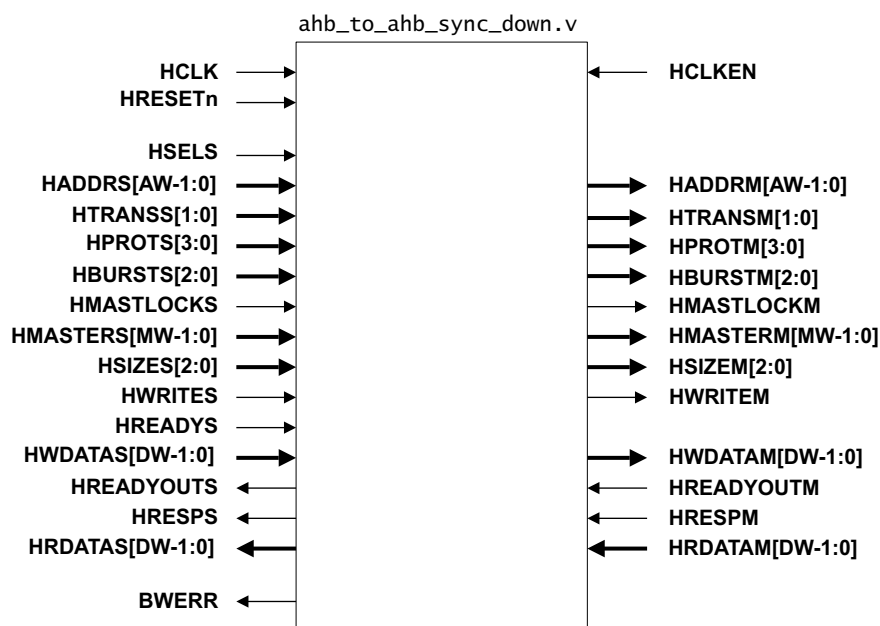 ahb_to_ahb_sync_down.v
HCLK
HCLKEN
HRESETn
HSELS
HADDRS[AW-1:0]
HADDRM[AW-1:0]
HTRANSS[1:0]
HTRANSM[1:0]
HPROTS[3:0]
HPROTM[3:0]
HBURSTS[2:0]
HBURSTM[2:0]
HMASTLOCKS
HMASTLOCKM
HMASTERS[MW-1:0]
HMASTERM[MW-1:0]
HSIZES[2:0]
HSIZEM[2:0]
HWRITES
HWRITEM
HREADYS
HWDATAS[DW-1:0]
HWDATAM[DW-1:0]
HREADYOUTS
HREADYOUTM
HRESPS
HRESPM
HRDATAS[DW-1:0]
HRDATAM[DW-1:0]
BWERR